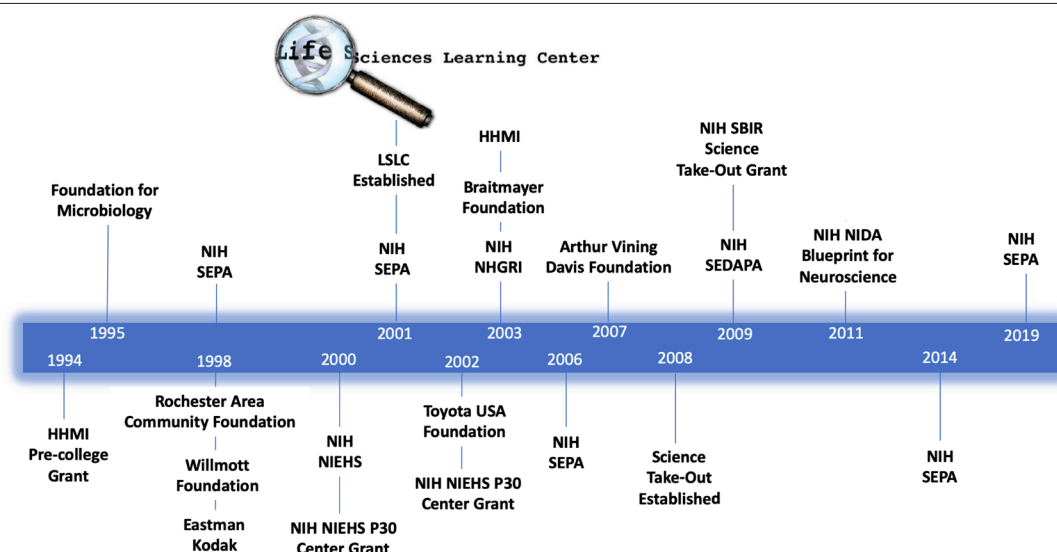 Life Sciences Learning Center
LSLC
Established
HHMI
NIH SBIR
Science
Take-Out Grant
Foundation for
Microbiology
Braitmayer
Foundation
NIH
SEPA
NIH
SEPA
NIH
NHGRI
Arthur Vining
Davis Foundation
NIH
SEDAPA
NIH NIDA
Blueprint for
Neuroscience
NIH
SEPA
1995
2001
2003
2007
2009
2011
2019
1994
1998
2000
2002
2006
2008
2014
HHMI
Pre-college
Grant
Rochester Area
Community Foundation
Willmott
Foundation
Eastman
Kodak
NIH
NIEHS
NIH NIEHS P30
Center Grant
Toyota USA
Foundation
NIH NIEHS P30
Center Grant
NIH
SEPA
Science
Take-Out
Established
NIH
SEPA